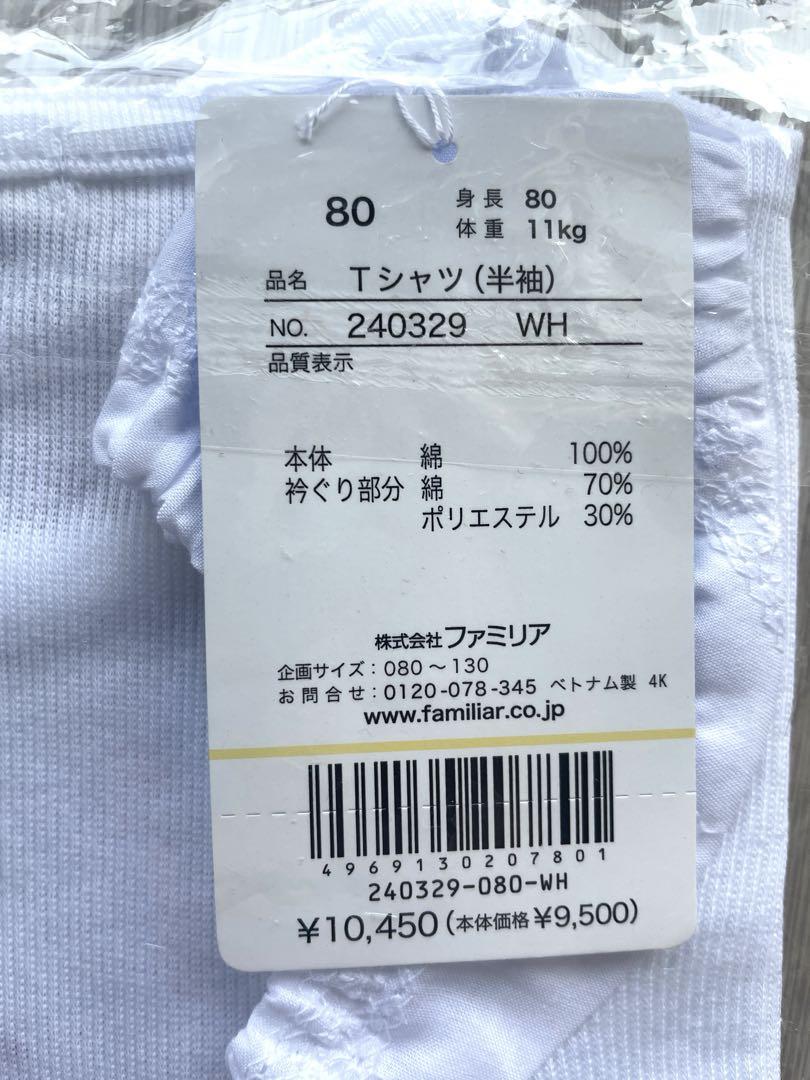 80 身長 80
体重 11kg
品名 Tシャツ(半袖)
NO. 240329 WH
品質表示
本体 綿 100%
衿ぐり部分 綿 70%
ポリエステル 30%
株式会社ファミリア
企画サイズ：080～130
お問合せ：0120-078-345 ベトナム製 4K
www.familiar.co.jp
4969130207801
240329-080-WH
¥10,450(本体価格¥9,500)